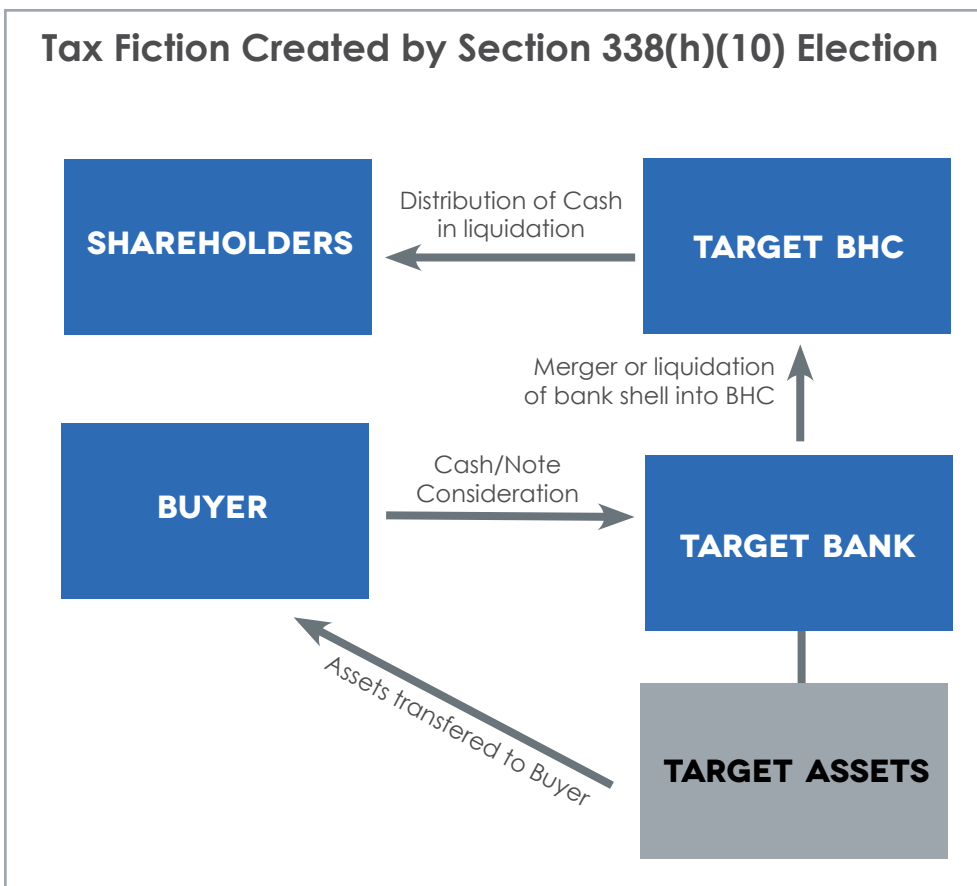 Tax Fiction Created by Section 338(h)(10) Election
SHAREHOLDERS
Distribution of Cash
in liquidation
TARGET BHC
Merger or liquidation
of bank shell into BHC
BUYER
Cash/Note
Consideration
TARGET BANK
Assets transfered to Buyer
TARGET ASSETS